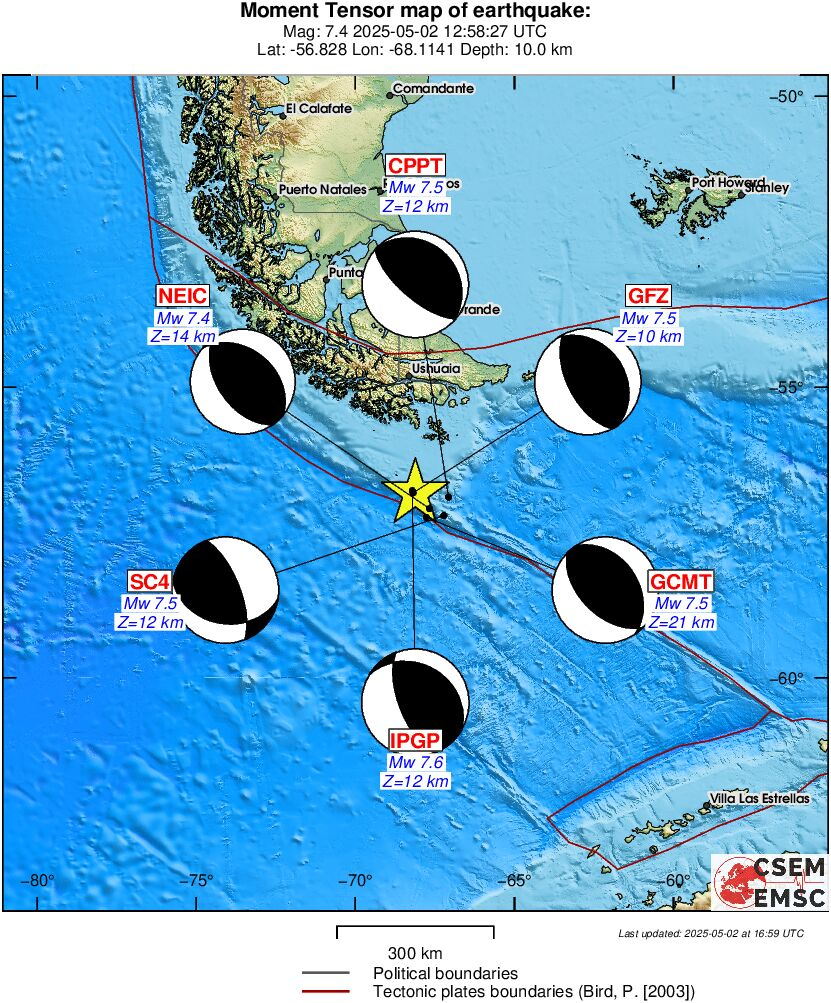 Moment Tensor map of earthquake:
Mag: 7.4 2025-05-02 12:58:27 UTC
Lat: -56.828 Lon: -68.1141 Depth: 10.0 km
Comandante
−50°
El Calafate
CPPT
Mw 7.5
Z=12 km
os
Puerto Natales
Port Howard
Stanley
Punta
NEIC
Mw 7.4
Z=14 km
rande
GFZ
Mw 7.5
Z=10 km
Ushuaia
−55°
SC4
Mw 7.5
Z=12 km
GCMT
Mw 7.5
Z=21 km
−60°
IPGP
Mw 7.6
Z=12 km
Villa Las Estrellas
−80°
−75°
−70°
−65°
−60°
CSEM
EMSC
Last updated: 2025-05-02 at 16:59 UTC
300 km
Political boundaries
Tectonic plates boundaries (Bird, P. [2003])